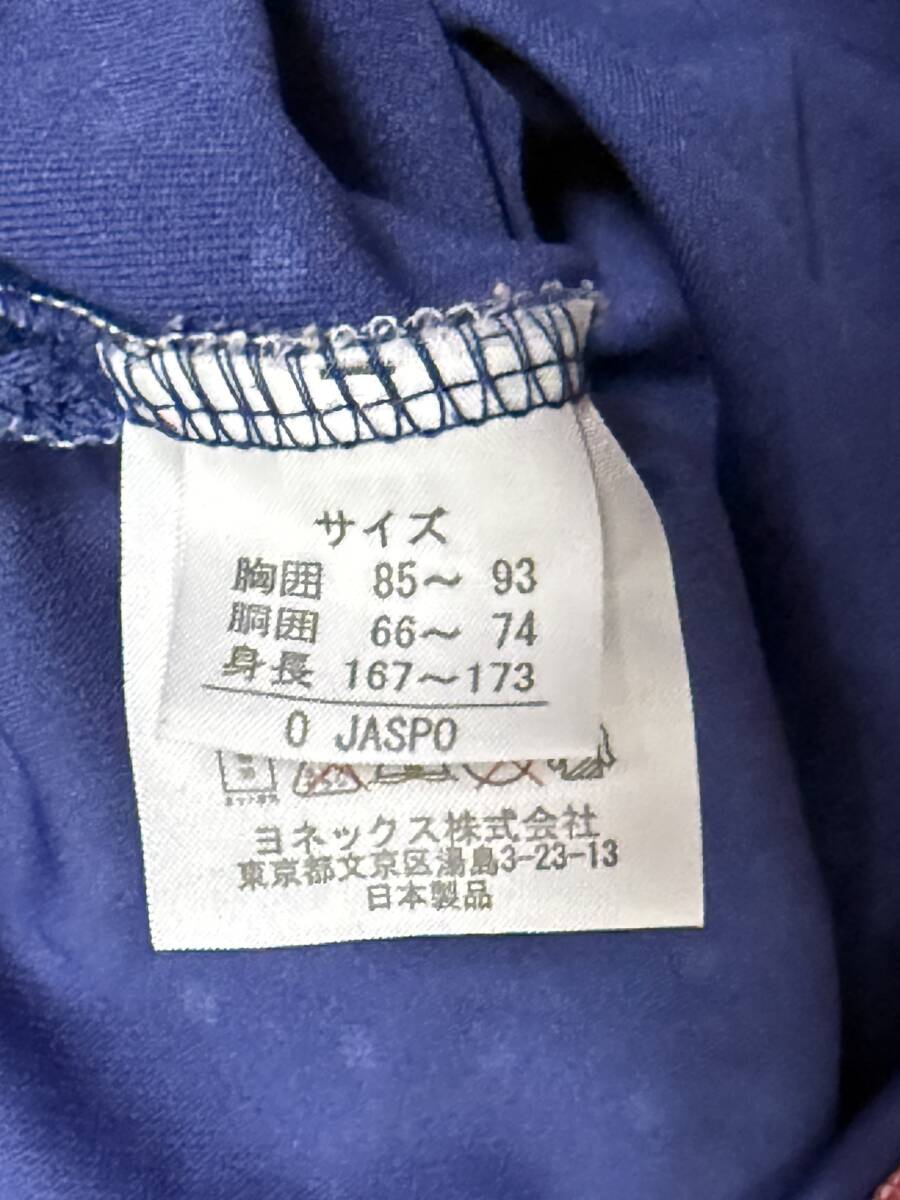 サイズ
胸囲 85〜 93
胴囲 66〜 74
身長 167〜173
O JASPO
ヨネックス株式会社
東京都文京区湯島3-23-13
日本製品